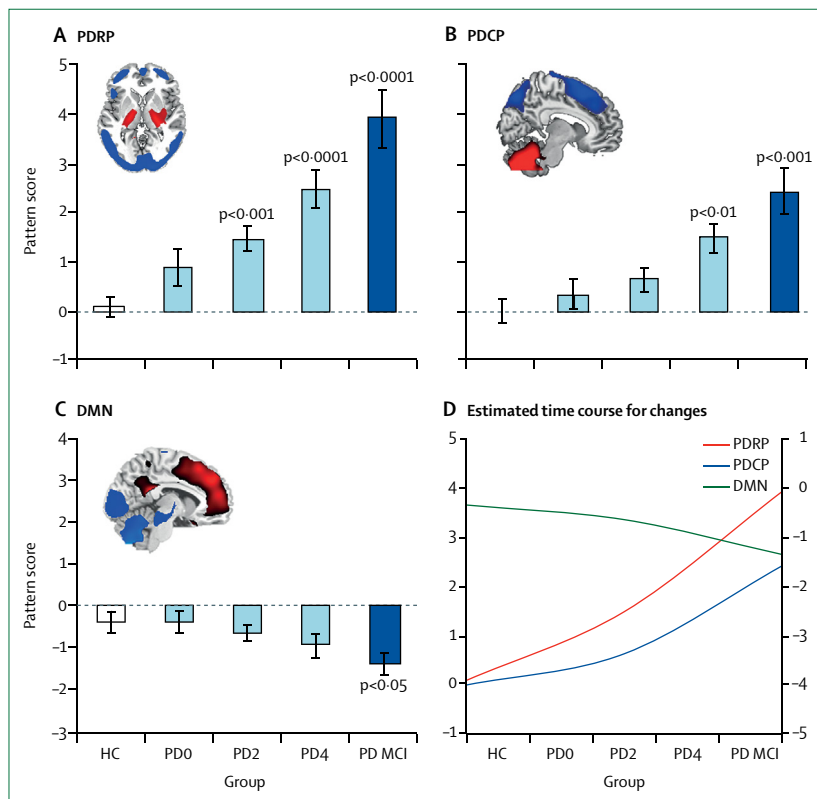 A PDRP
5
4
3
2
1
0
–1
Pattern score
p<0·001
p<0·0001
p<0·0001
B PDCP
p<0·01
p<0·001
C DMN
4
3
2
2
0
–1
–2
–3
Pattern score
p<0·05
HC PD0 PD2 PD4 PD MCI
Group
D Estimated time course for changes
5
4
3
2
1
0
–1
PDRP
PDCP
DMN
1
0
–1
–2
–3
–4
–5
HC PD0 PD2 PD4 PD MCI
Group